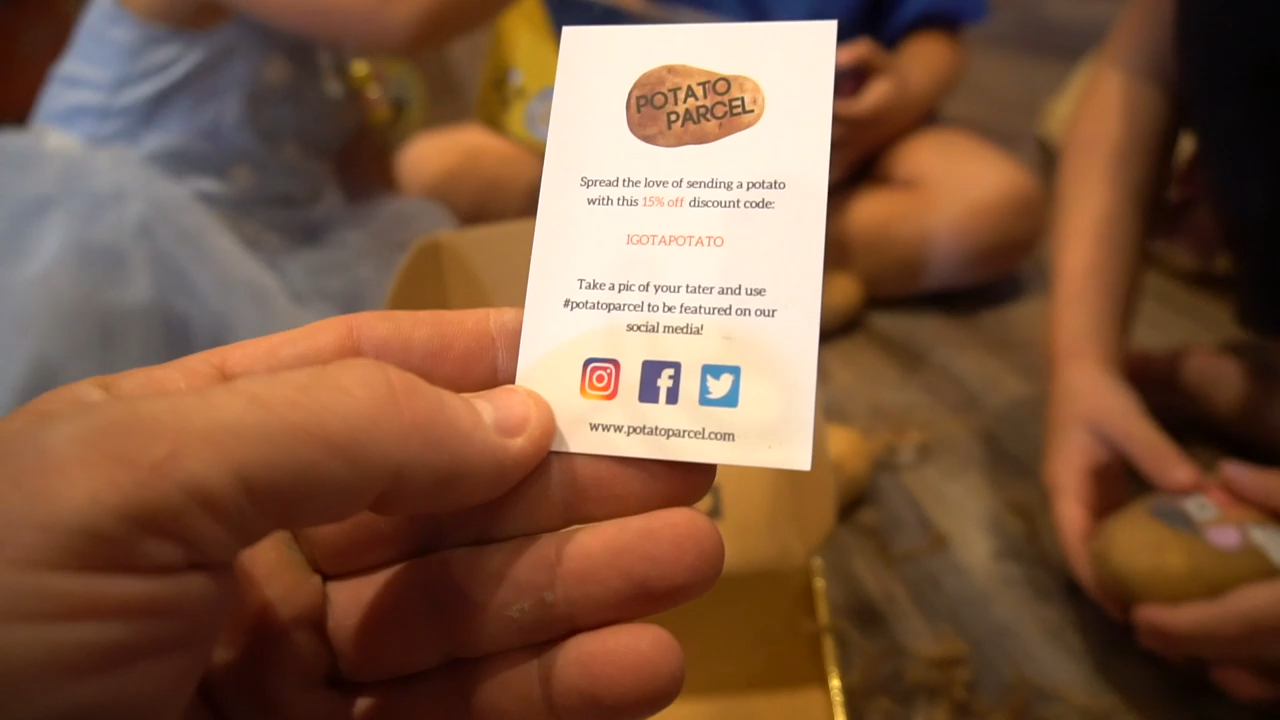 POTATO
PARCEL
Spread the love of sending a potato
with this 15% off discount code:
IGOTAPOTATO
Take a pic of your tater and use
#potatoparcel to be featured on our
social media!
www.potatoparcel.com